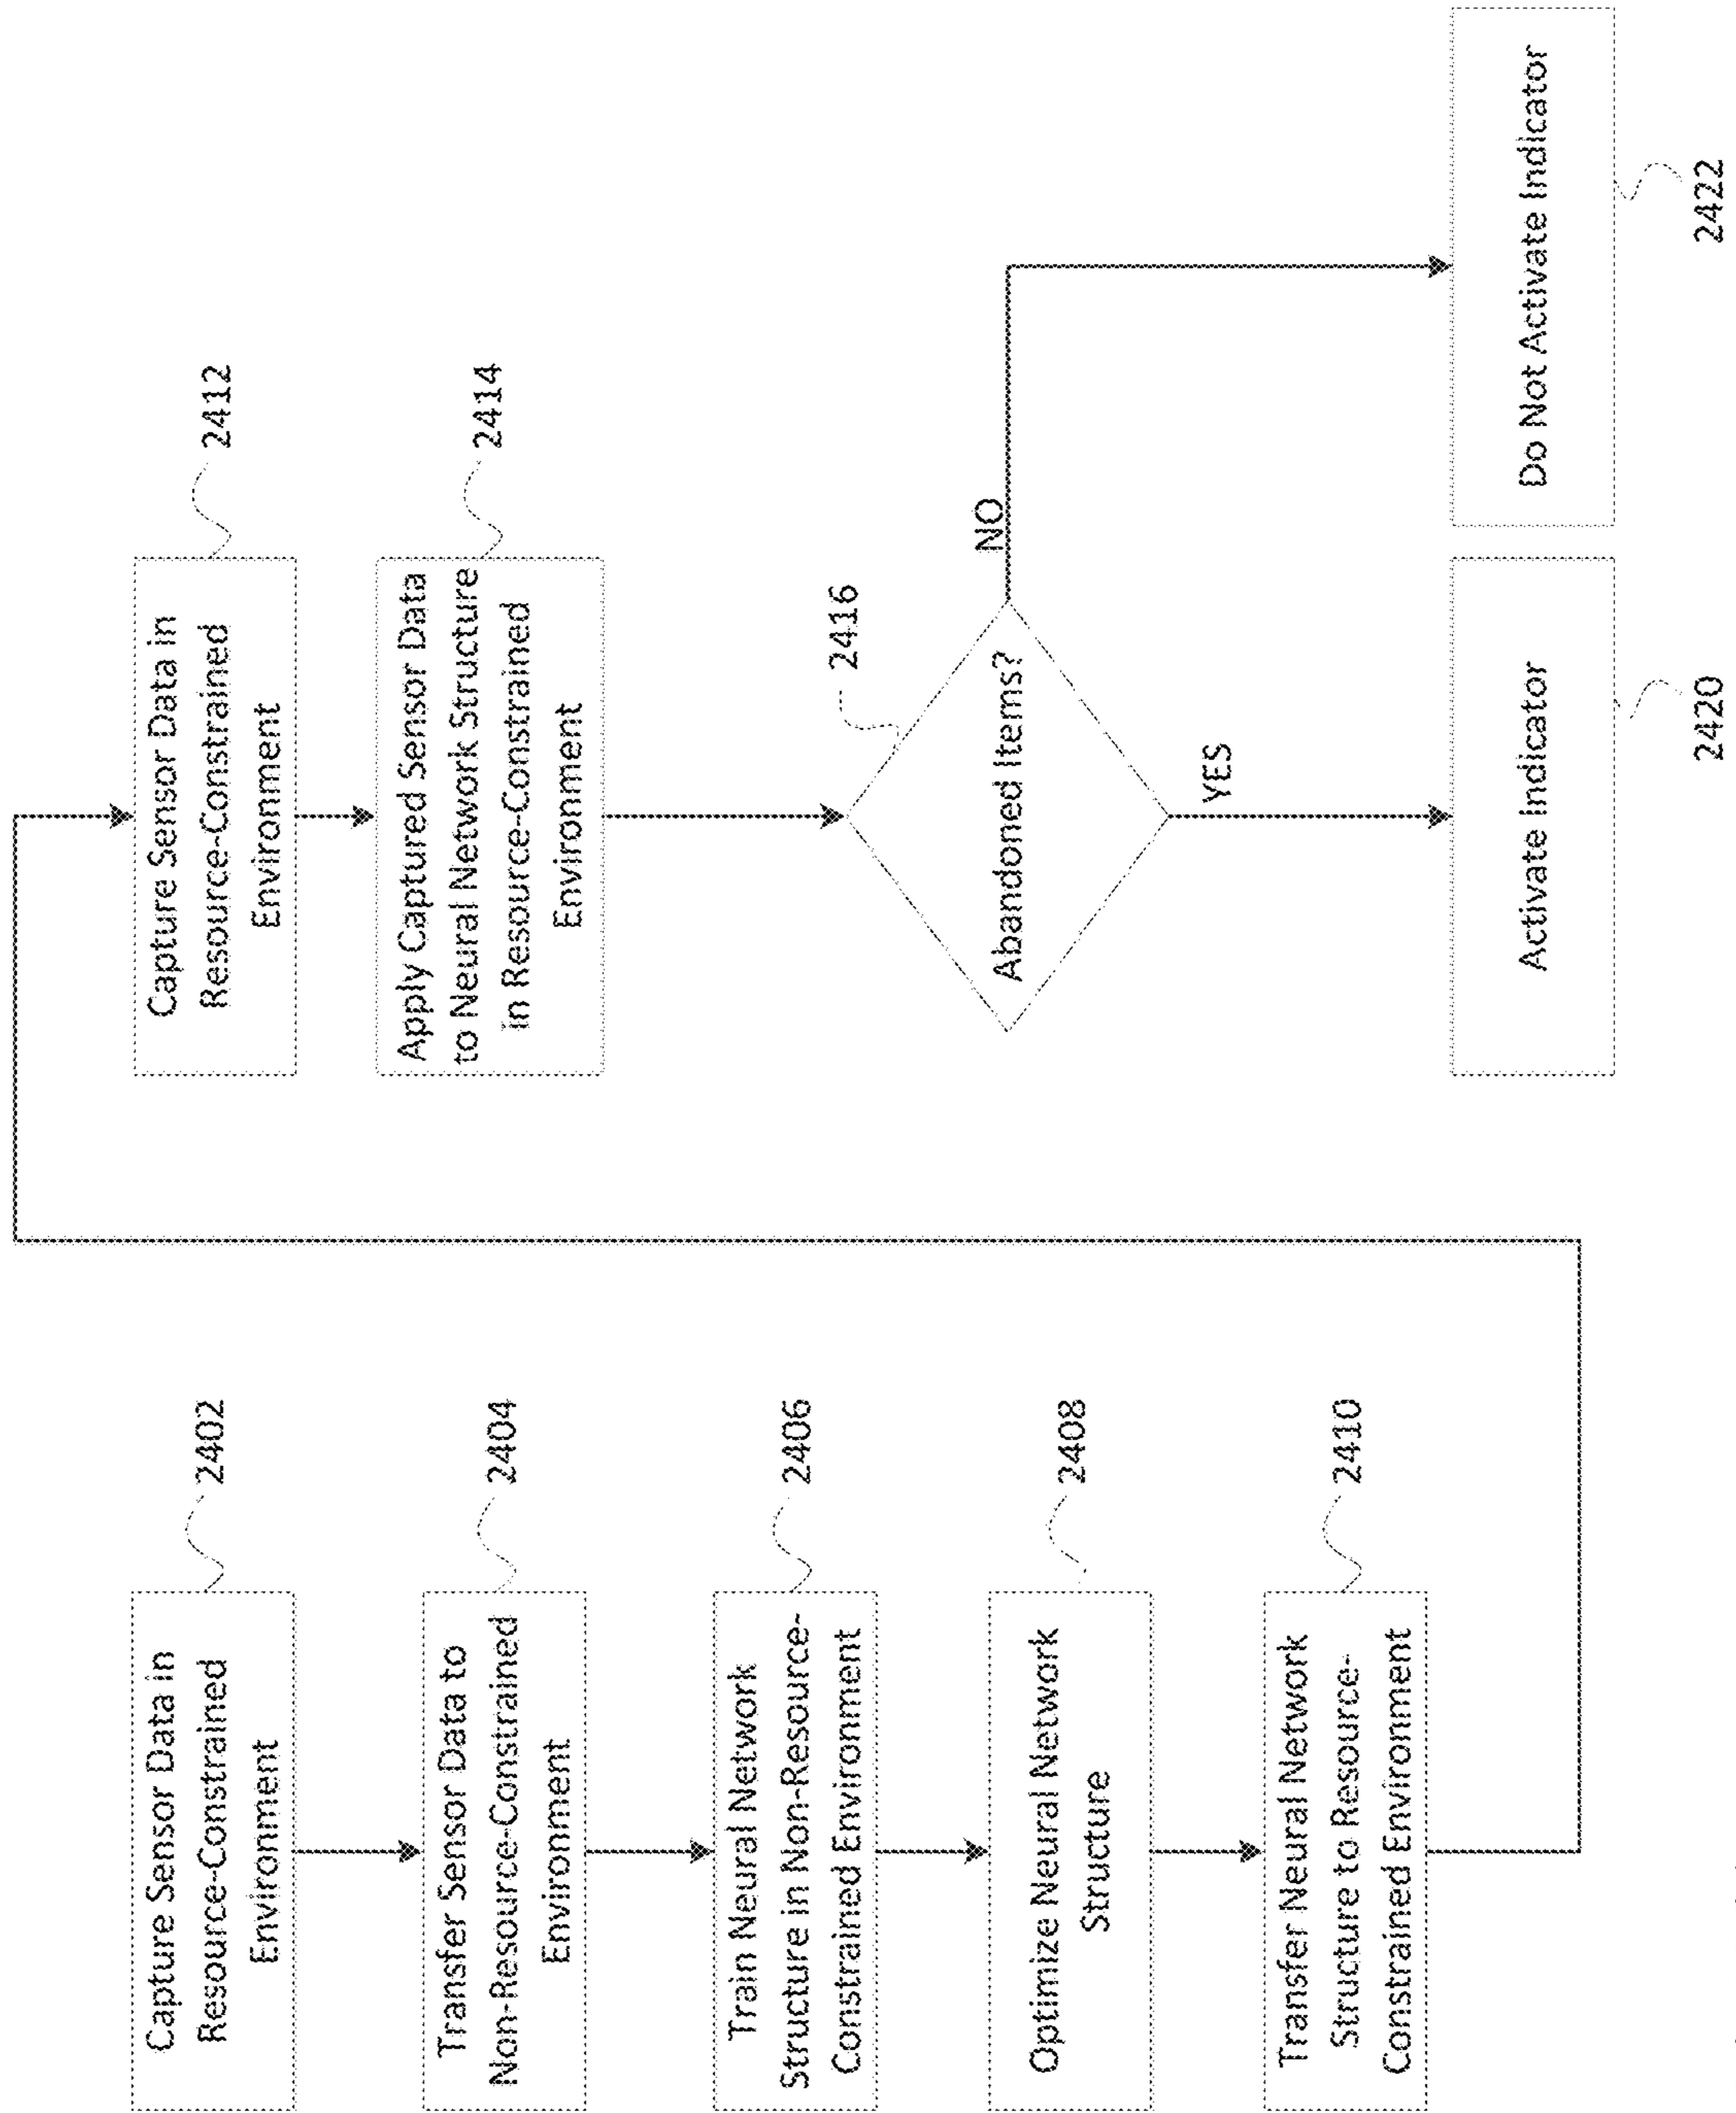 Capture Sensor Data in
Resource-Constrained
Environment
2402
Transfer Sensor Data to
Non-Resource-Constrained
Environment
2404
Train Neural Network
Structure in Non-Resource-
Constrained Environment
2406
Optimize Neural Network
Structure
2408
Transfer Neural Network
Structure to Resource-
Constrained Environment
2410
Capture Sensor Data in
Resource-Constrained
Environment
2412
Apply Captured Sensor Data
to Neural Network Structure
in Resource-Constrained
Environment
2414
Abandoned Items?
2416
NO
YES
Activate Indicator
2420
Do Not Activate Indicator
2422